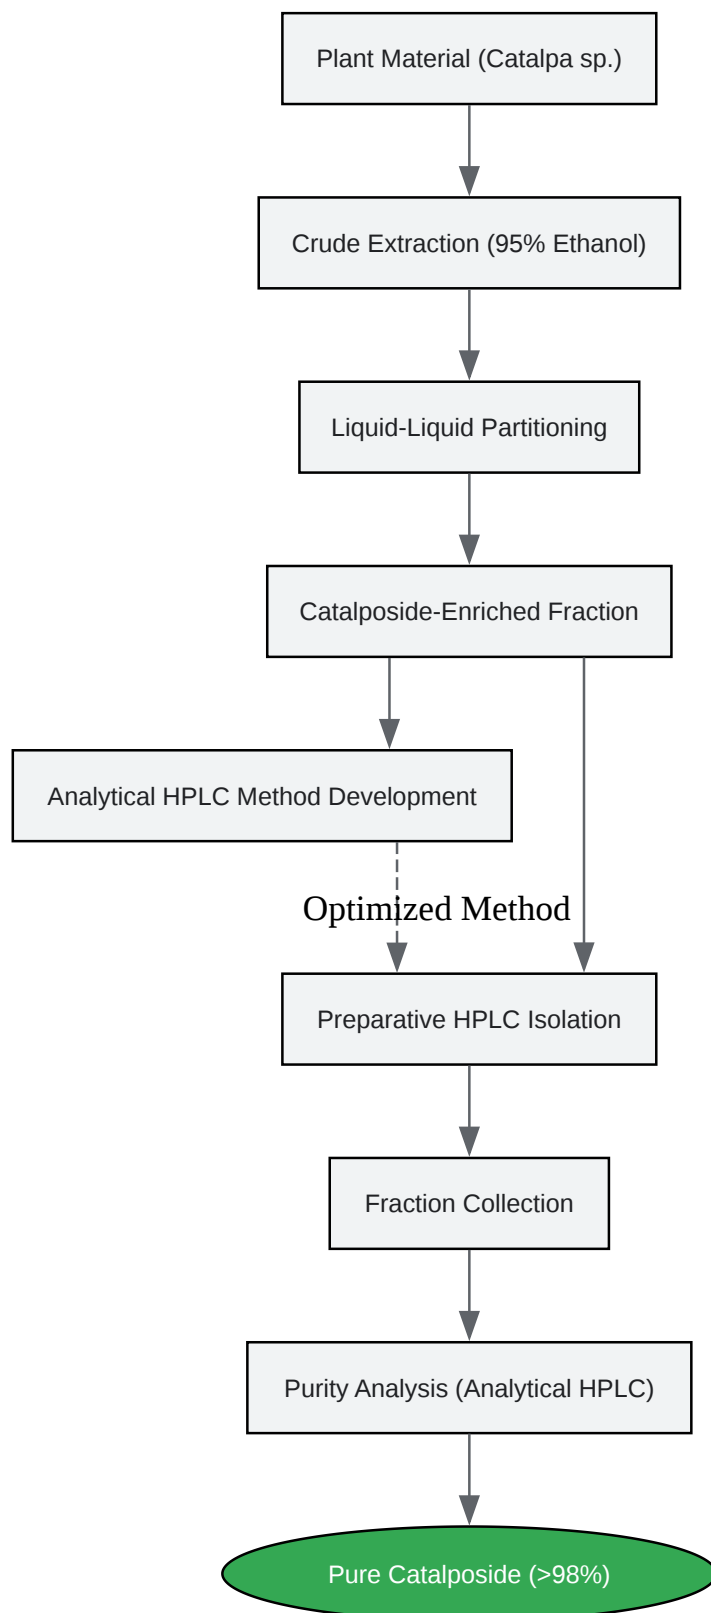 Plant Material (Catalpa sp.)
Crude Extraction (95% Ethanol)
Liquid-Liquid Partitioning
Catalposide-Enriched Fraction
Analytical HPLC Method Development
Optimized Method
Preparative HPLC Isolation
Fraction Collection
Purity Analysis (Analytical HPLC)
Pure Catalposide (>98%)